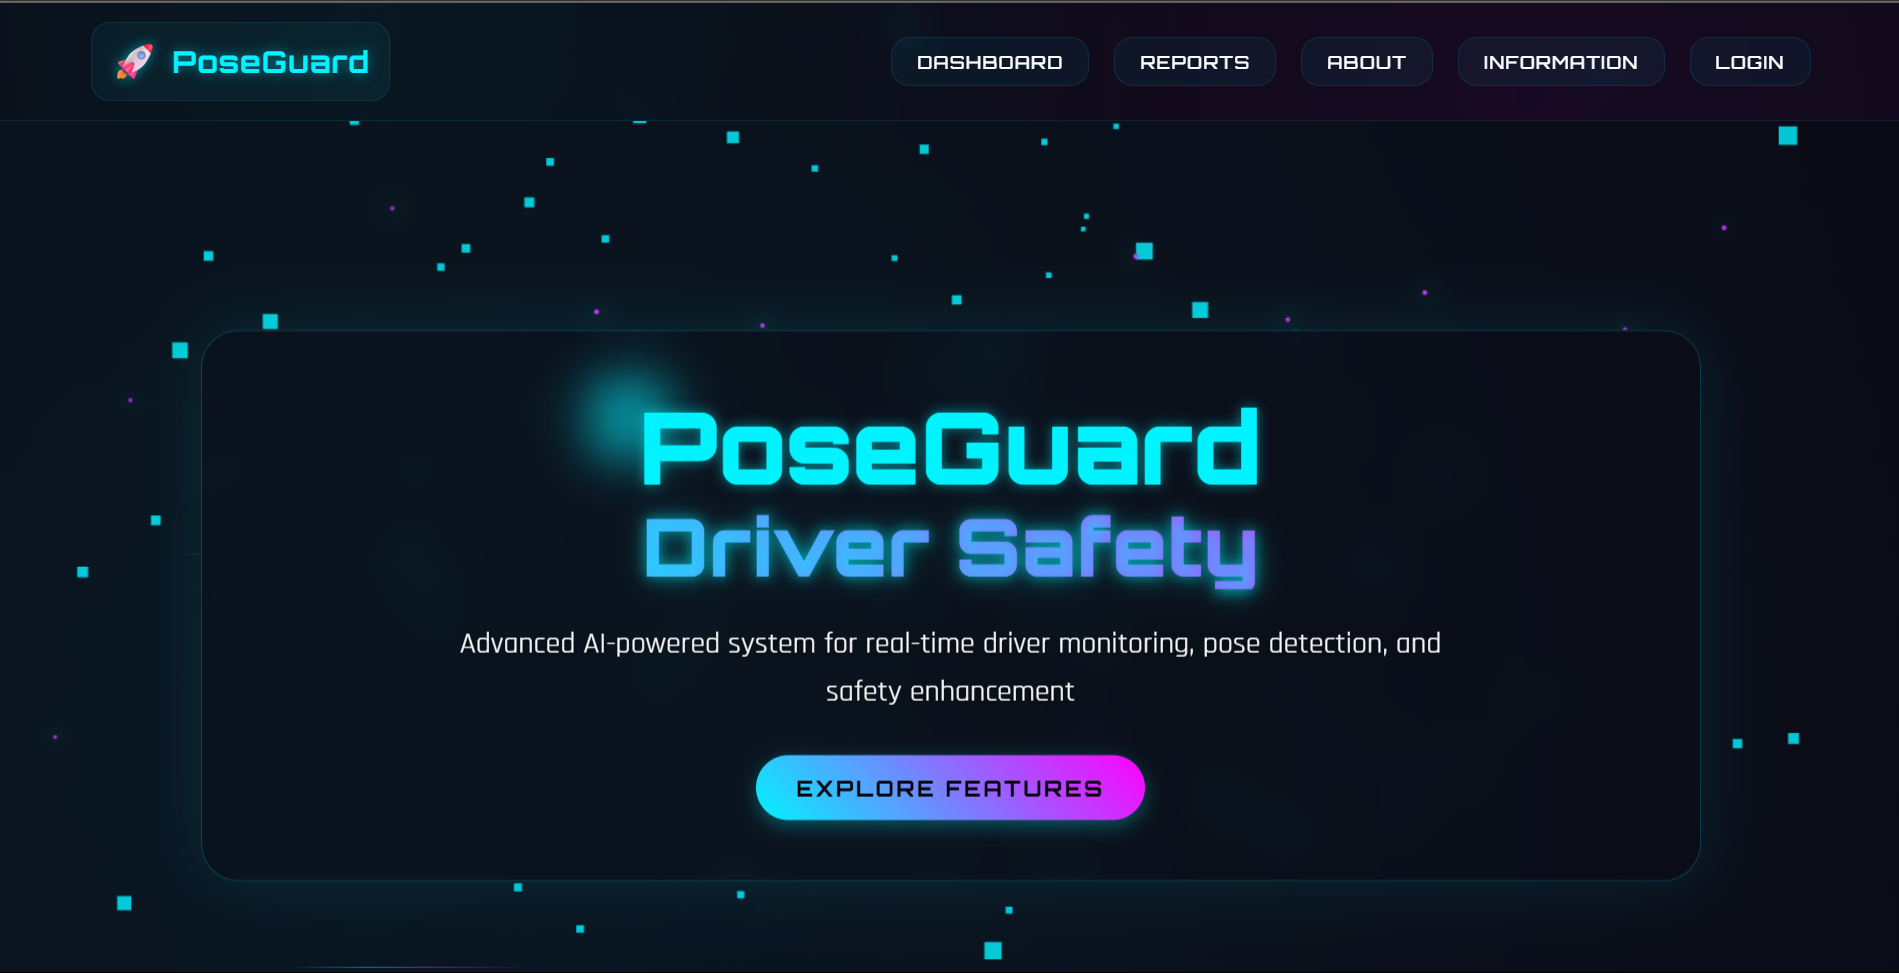 PoseGuard
DASHBOARD
REPORTS
ABOUT
INFORMATION
LOGIN
PoseGuard
Driver Safety
Advanced AI-powered system for real-time driver monitoring, pose detection, and
safety enhancement
EXPLORE FEATURES